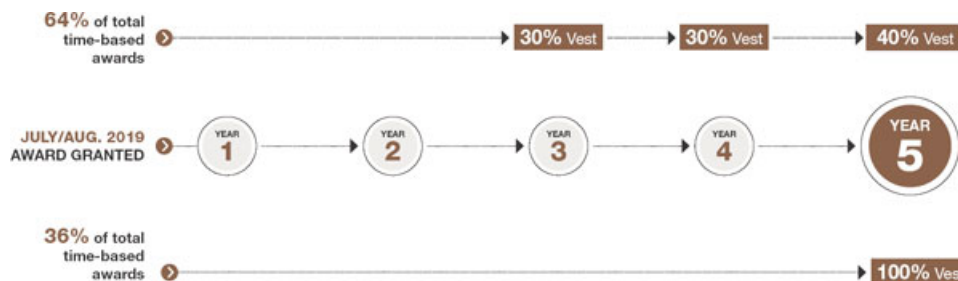 64% of total
time-based
awards
30% Vest
30% Vest
40% Vest
JULY/AUG. 2019
AWARD GRANTED
YEAR
1
YEAR
2
YEAR
3
YEAR
4
YEAR
5
36% of total
time-based
awards
100% Vest